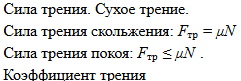 Сила трения. Сухое трение.
Сила трения скольжения: Fтр = μN
Сила трения покоя: Fтр ≤ μN .
Коэффициент трения